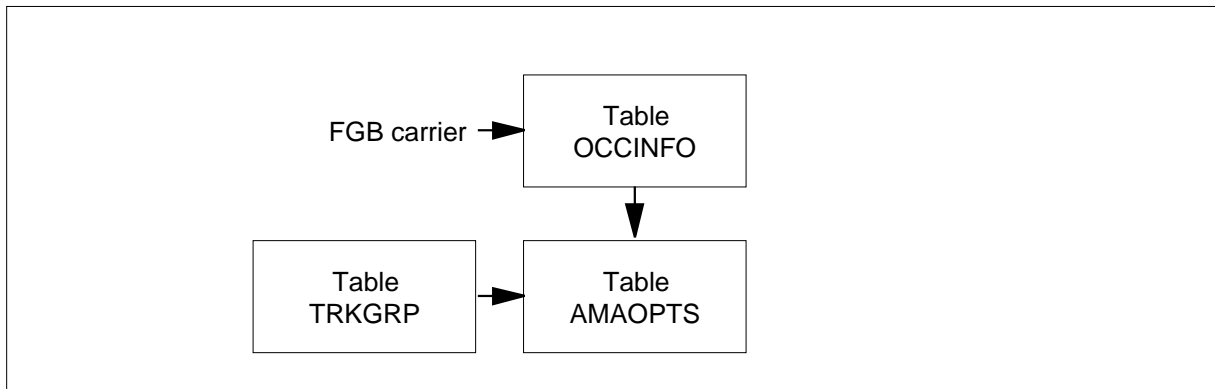 FGB carrier
Table
OCCINFO
Table
TRKGRP
Table
AMAOPTS